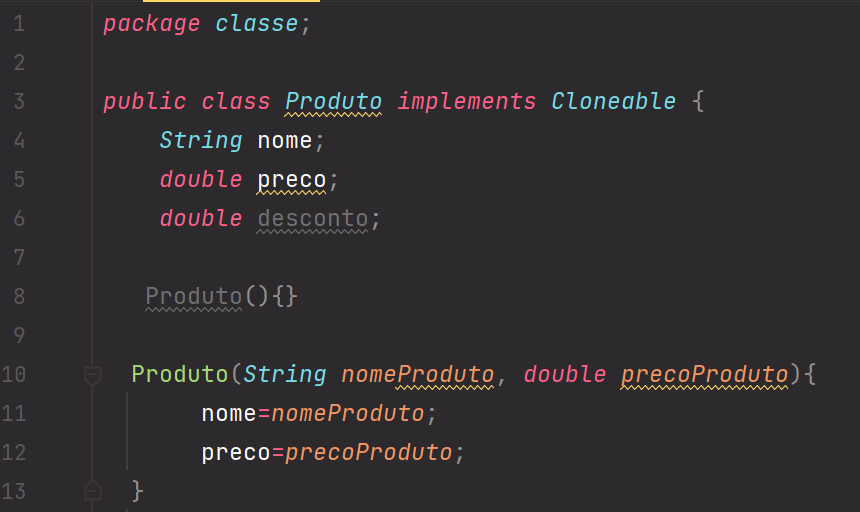 1 package classe;
2
3 public class Produto implements Cloneable {
4 String nome;
5 double preco;
6 double desconto;
7
8 Produto(){}
9
10 Produto(String nomeProduto, double precoProduto){
11 nome=nomeProduto;
12 preco=precoProduto;
13 }